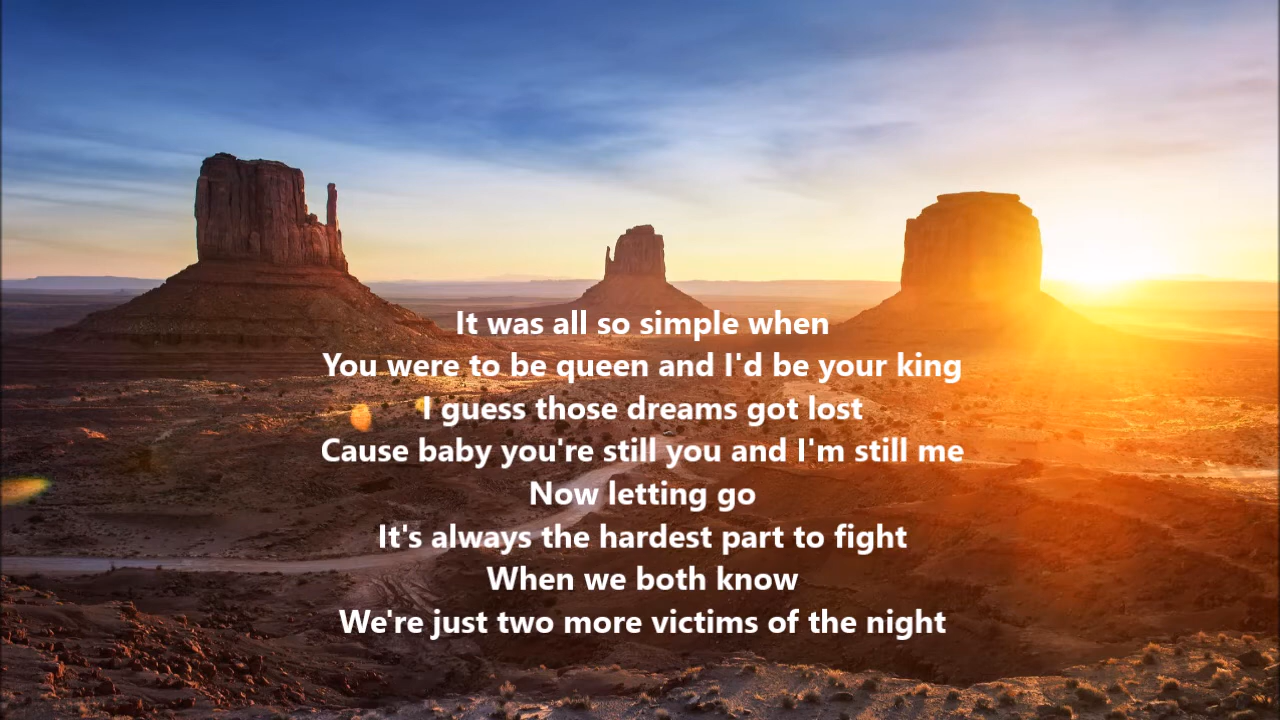 It was all so simple when
You were to be queen and I'd be your king
I guess those dreams got lost
Cause baby you're still you and I'm still me
Now letting go
It's always the hardest part to fight
When we both know
We're just two more victims of the night